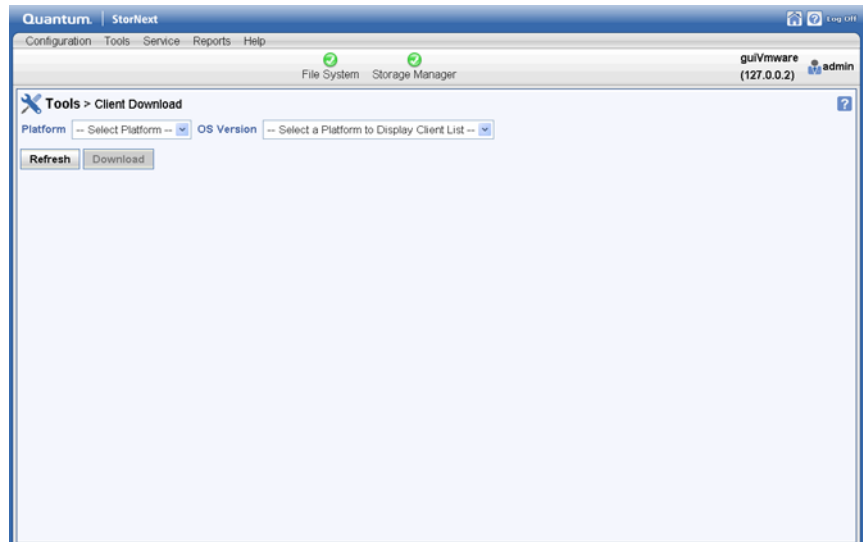 Quantum. | StorNext
Log Off
Configuration Tools Service Reports Help
File System Storage Manager
guiVmware
(127.0.0.2)
admin
Tools > Client Download
Platform -- Select Platform -- OS Version -- Select a Platform to Display Client List --
Refresh Download